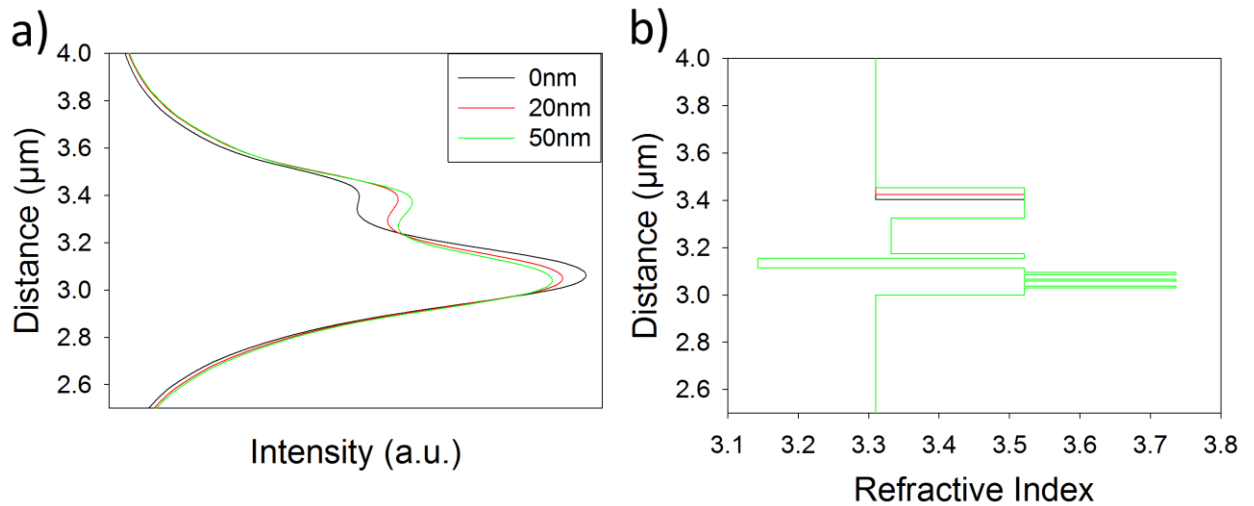 a)
4.0
3.8
3.6
3.4
3.2
3.0
2.8
2.6
Distance (µm)
Intensity (a.u.)
0nm
20nm
50nm
b)
4.0
3.8
3.6
3.4
3.2
3.0
2.8
2.6
Distance (µm)
3.1 3.2 3.3 3.4 3.5 3.6 3.7 3.8
Refractive Index